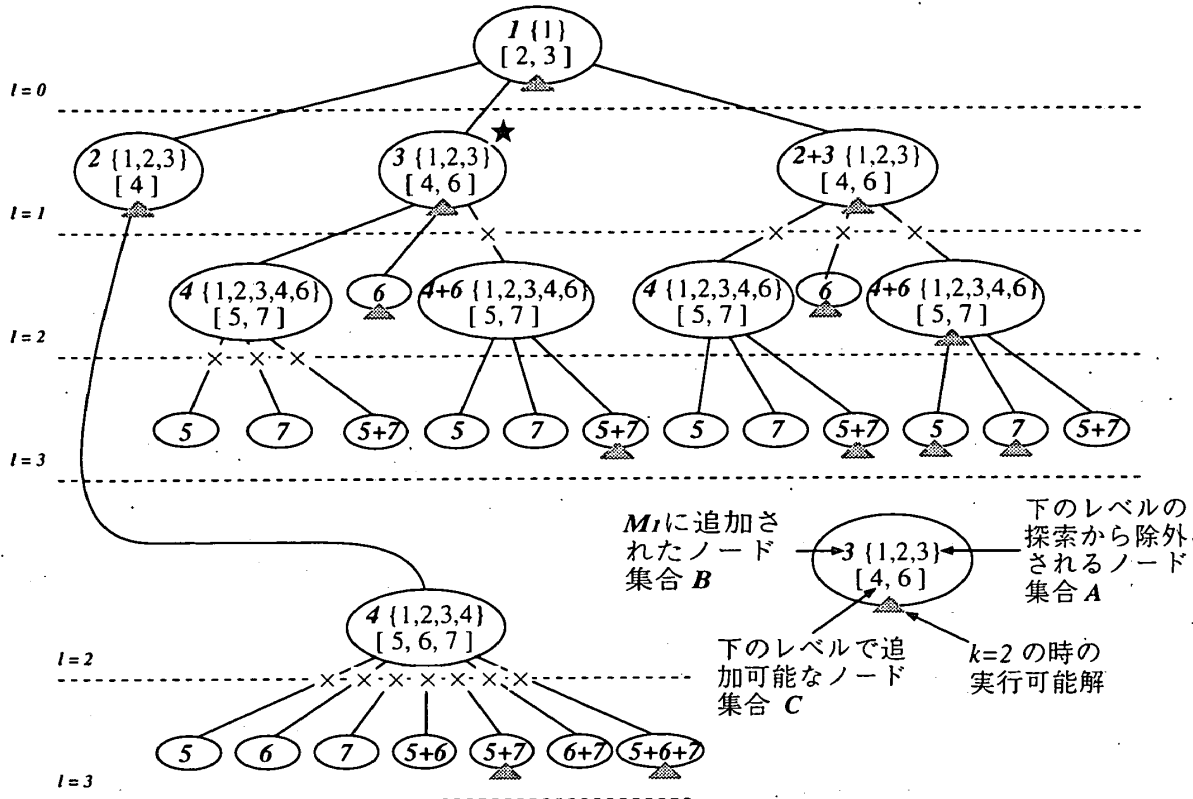 1 {1}
[ 2, 3 ]
l = 0
★
2 {1,2,3}
[ 4 ]
3 {1,2,3}
[ 4, 6 ]
2+3 {1,2,3}
[ 4, 6 ]
l = 1
× × × ×
4 {1,2,3,4,6}
[ 5, 7 ]
6
4+6 {1,2,3,4,6}
[ 5, 7 ]
4 {1,2,3,4,6}
[ 5, 7 ]
6
4+6 {1,2,3,4,6}
[ 5, 7 ]
l = 2
× × ×
5 7 5+7 5 7 5+7 5 7 5+7 5 7 5+7
l = 3
M1に追加さ
れたノード
集合 B
3 {1,2,3}
[ 4, 6 ]
下のレベルの
探索から除外
されるノード
集合 A
下のレベルで追
加可能なノード
集合 C
k=2 の時の
実行可能解
4 {1,2,3,4}
[ 5, 6, 7 ]
l = 2
× × × × × × ×
5 6 7 5+6 5+7 6+7 5+6+7
l = 3